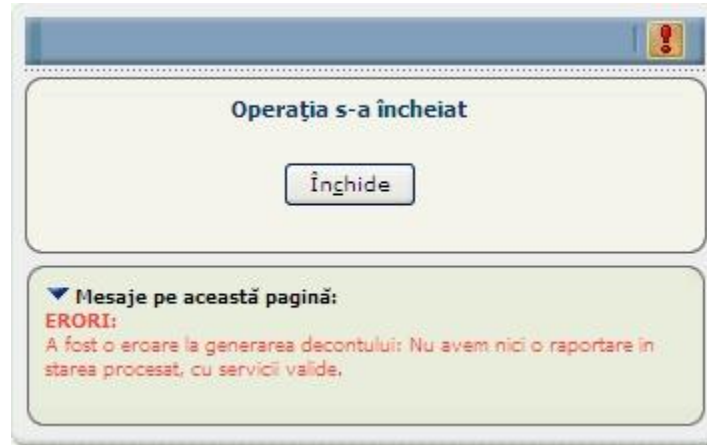 Operaţia s-a încheiat
Închide
Mesaje pe această pagină:
ERORI:
A fost o eroare la generarea decontului: Nu avem nici o raportare in
starea procesat, cu servicii valide.